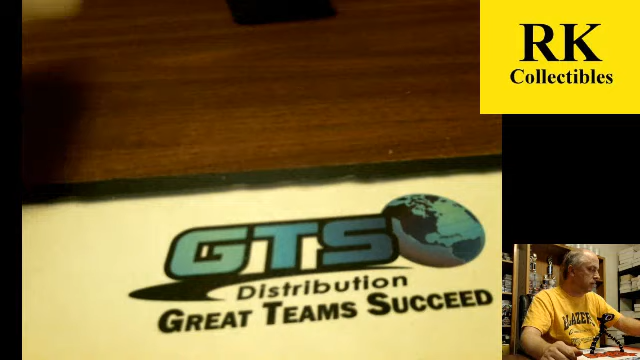 RK
Collectibles
GTS
Distribution
GREAT TEAMS SUCCEED